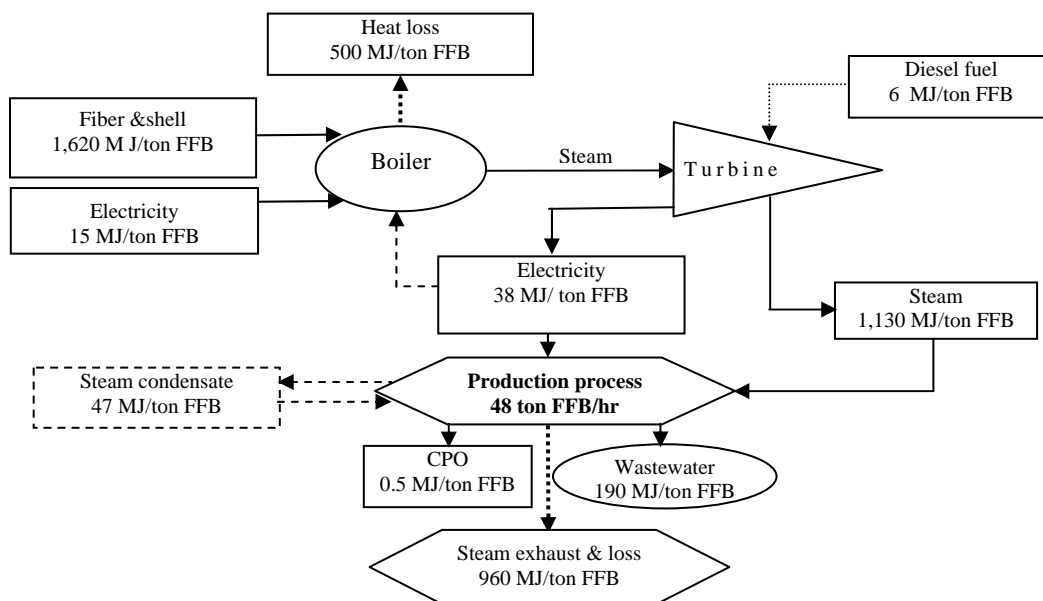 Heat loss
500 MJ/ton FFB
Diesel fuel
6 MJ/ton FFB
Fiber &shell
1,620 M J/ton FFB
Boiler
Steam
Turbine
Electricity
15 MJ/ton FFB
Electricity
38 MJ/ ton FFB
Steam
1,130 MJ/ton FFB
Steam condensate
47 MJ/ton FFB
Production process
48 ton FFB/hr
CPO
0.5 MJ/ton FFB
Wastewater
190 MJ/ton FFB
Steam exhaust & loss
960 MJ/ton FFB